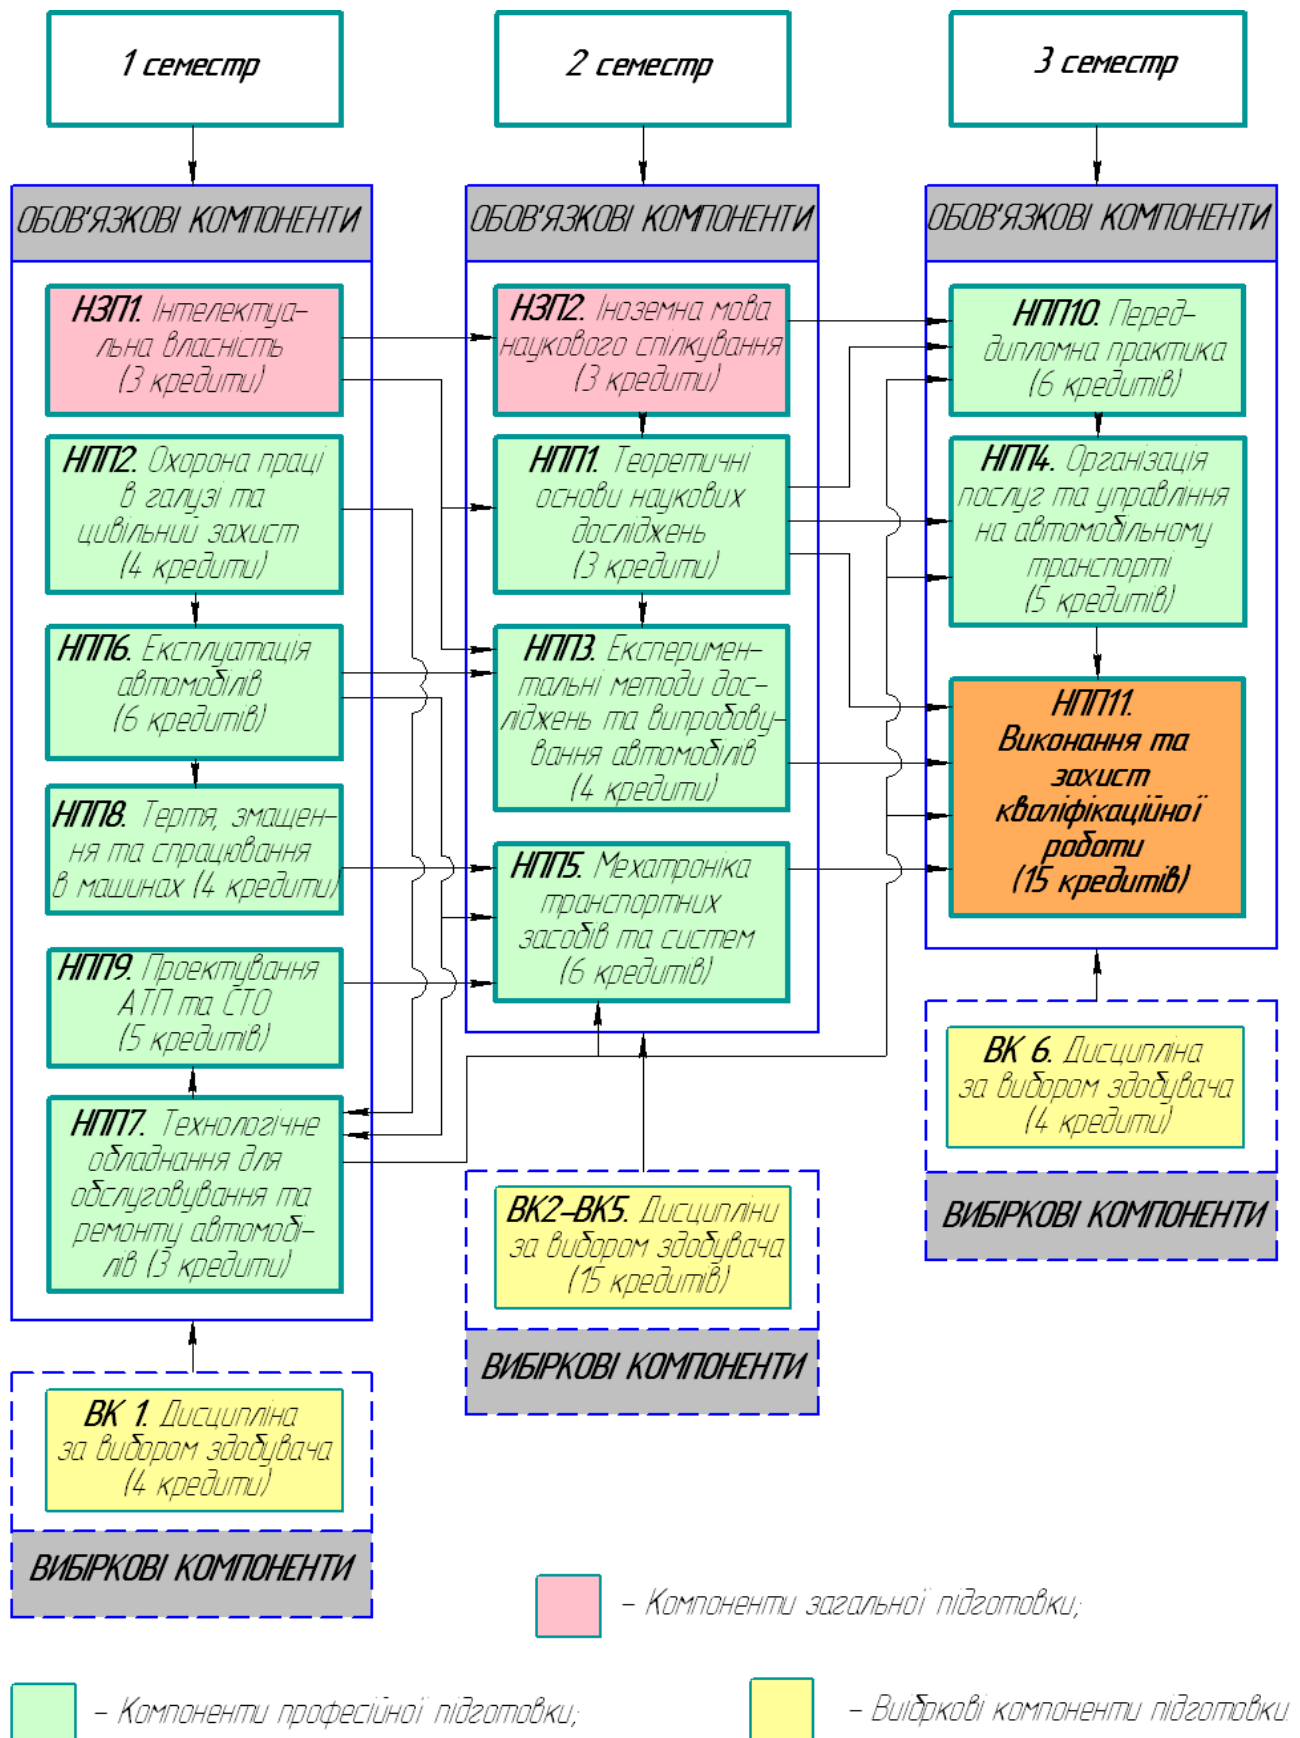 1 семестр
ОБОВ'ЯЗКОВІ КОМПОНЕНТИ
НЗП1. Інтелектуа-
льна власність
(3 кредити)
НПП2. Охорона праці
в галузі та
цивільний захист
(4 кредити)
НПП6. Експлуатація
автомобілів
(6 кредитів)
НПП8. Тертя, змащен-
ня та спрацювання
в машинах (4 кредити)
НПП9. Проектування
АТП та СТО
(5 кредитів)
НПП7. Технологічне
обладнання для
обслуговування та
ремонту автомобі-
лів (3 кредити)
ВК 1. Дисципліна
за вибором здобувача
(4 кредити)
ВИБІРКОВІ КОМПОНЕНТИ
2 семестр
ОБОВ'ЯЗКОВІ КОМПОНЕНТИ
НЗП2. Іноземна мова
наукового спілкування
(3 кредити)
НПП1. Теоретичні
основи наукових
досліджень
(3 кредити)
НПП3. Експеримен-
тальні методи дос-
ліджень та випробову-
вання автомобілів
(4 кредити)
НПП5. Мехатроніка
транспортних
засобів та систем
(6 кредитів)
ВК2-ВК5. Дисципліни
за вибором здобувача
(15 кредитів)
ВИБІРКОВІ КОМПОНЕНТИ
3 семестр
ОБОВ'ЯЗКОВІ КОМПОНЕНТИ
НПП10. Перед-
дипломна практика
(6 кредитів)
НПП4. Організація
послуг та управління
на автомобільному
транспорті
(5 кредитів)
НПП11.
Виконання та
захист
кваліфікаційної
роботи
(15 кредитів)
ВК 6. Дисципліна
за вибором здобувача
(4 кредити)
ВИБІРКОВІ КОМПОНЕНТИ
- Компоненти загальної підготовки;
- Компоненти професійної підготовки;
- Виібркові компоненти підготовки